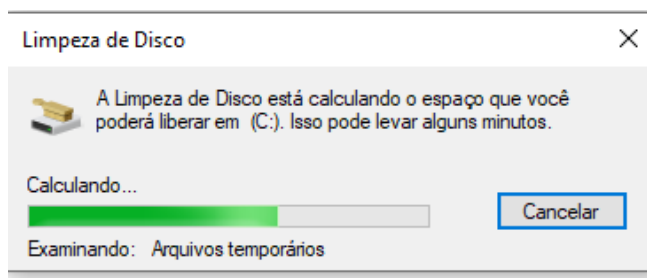 Limpeza de Disco
A Limpeza de Disco está calculando o espaço que você
poderá liberar em (C:). Isso pode levar alguns minutos.
Calculando...
Cancelar
Examinando: Arquivos temporários